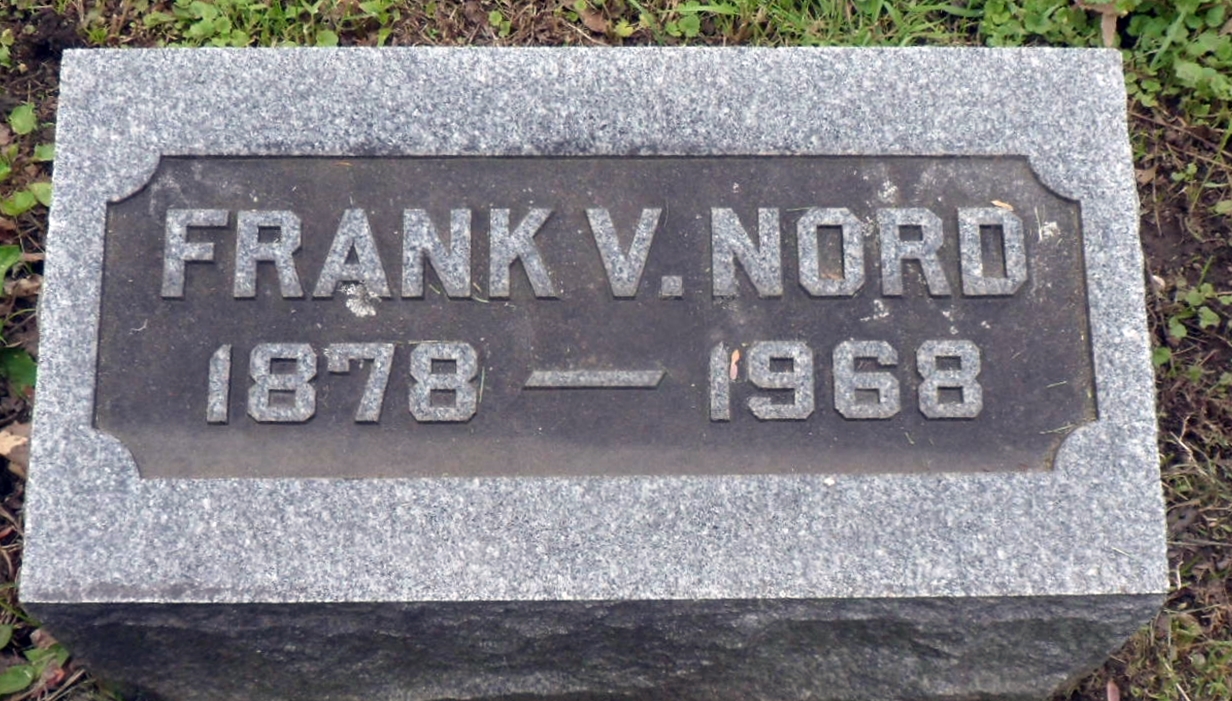 FRANK V. NORD
1878 — 1968